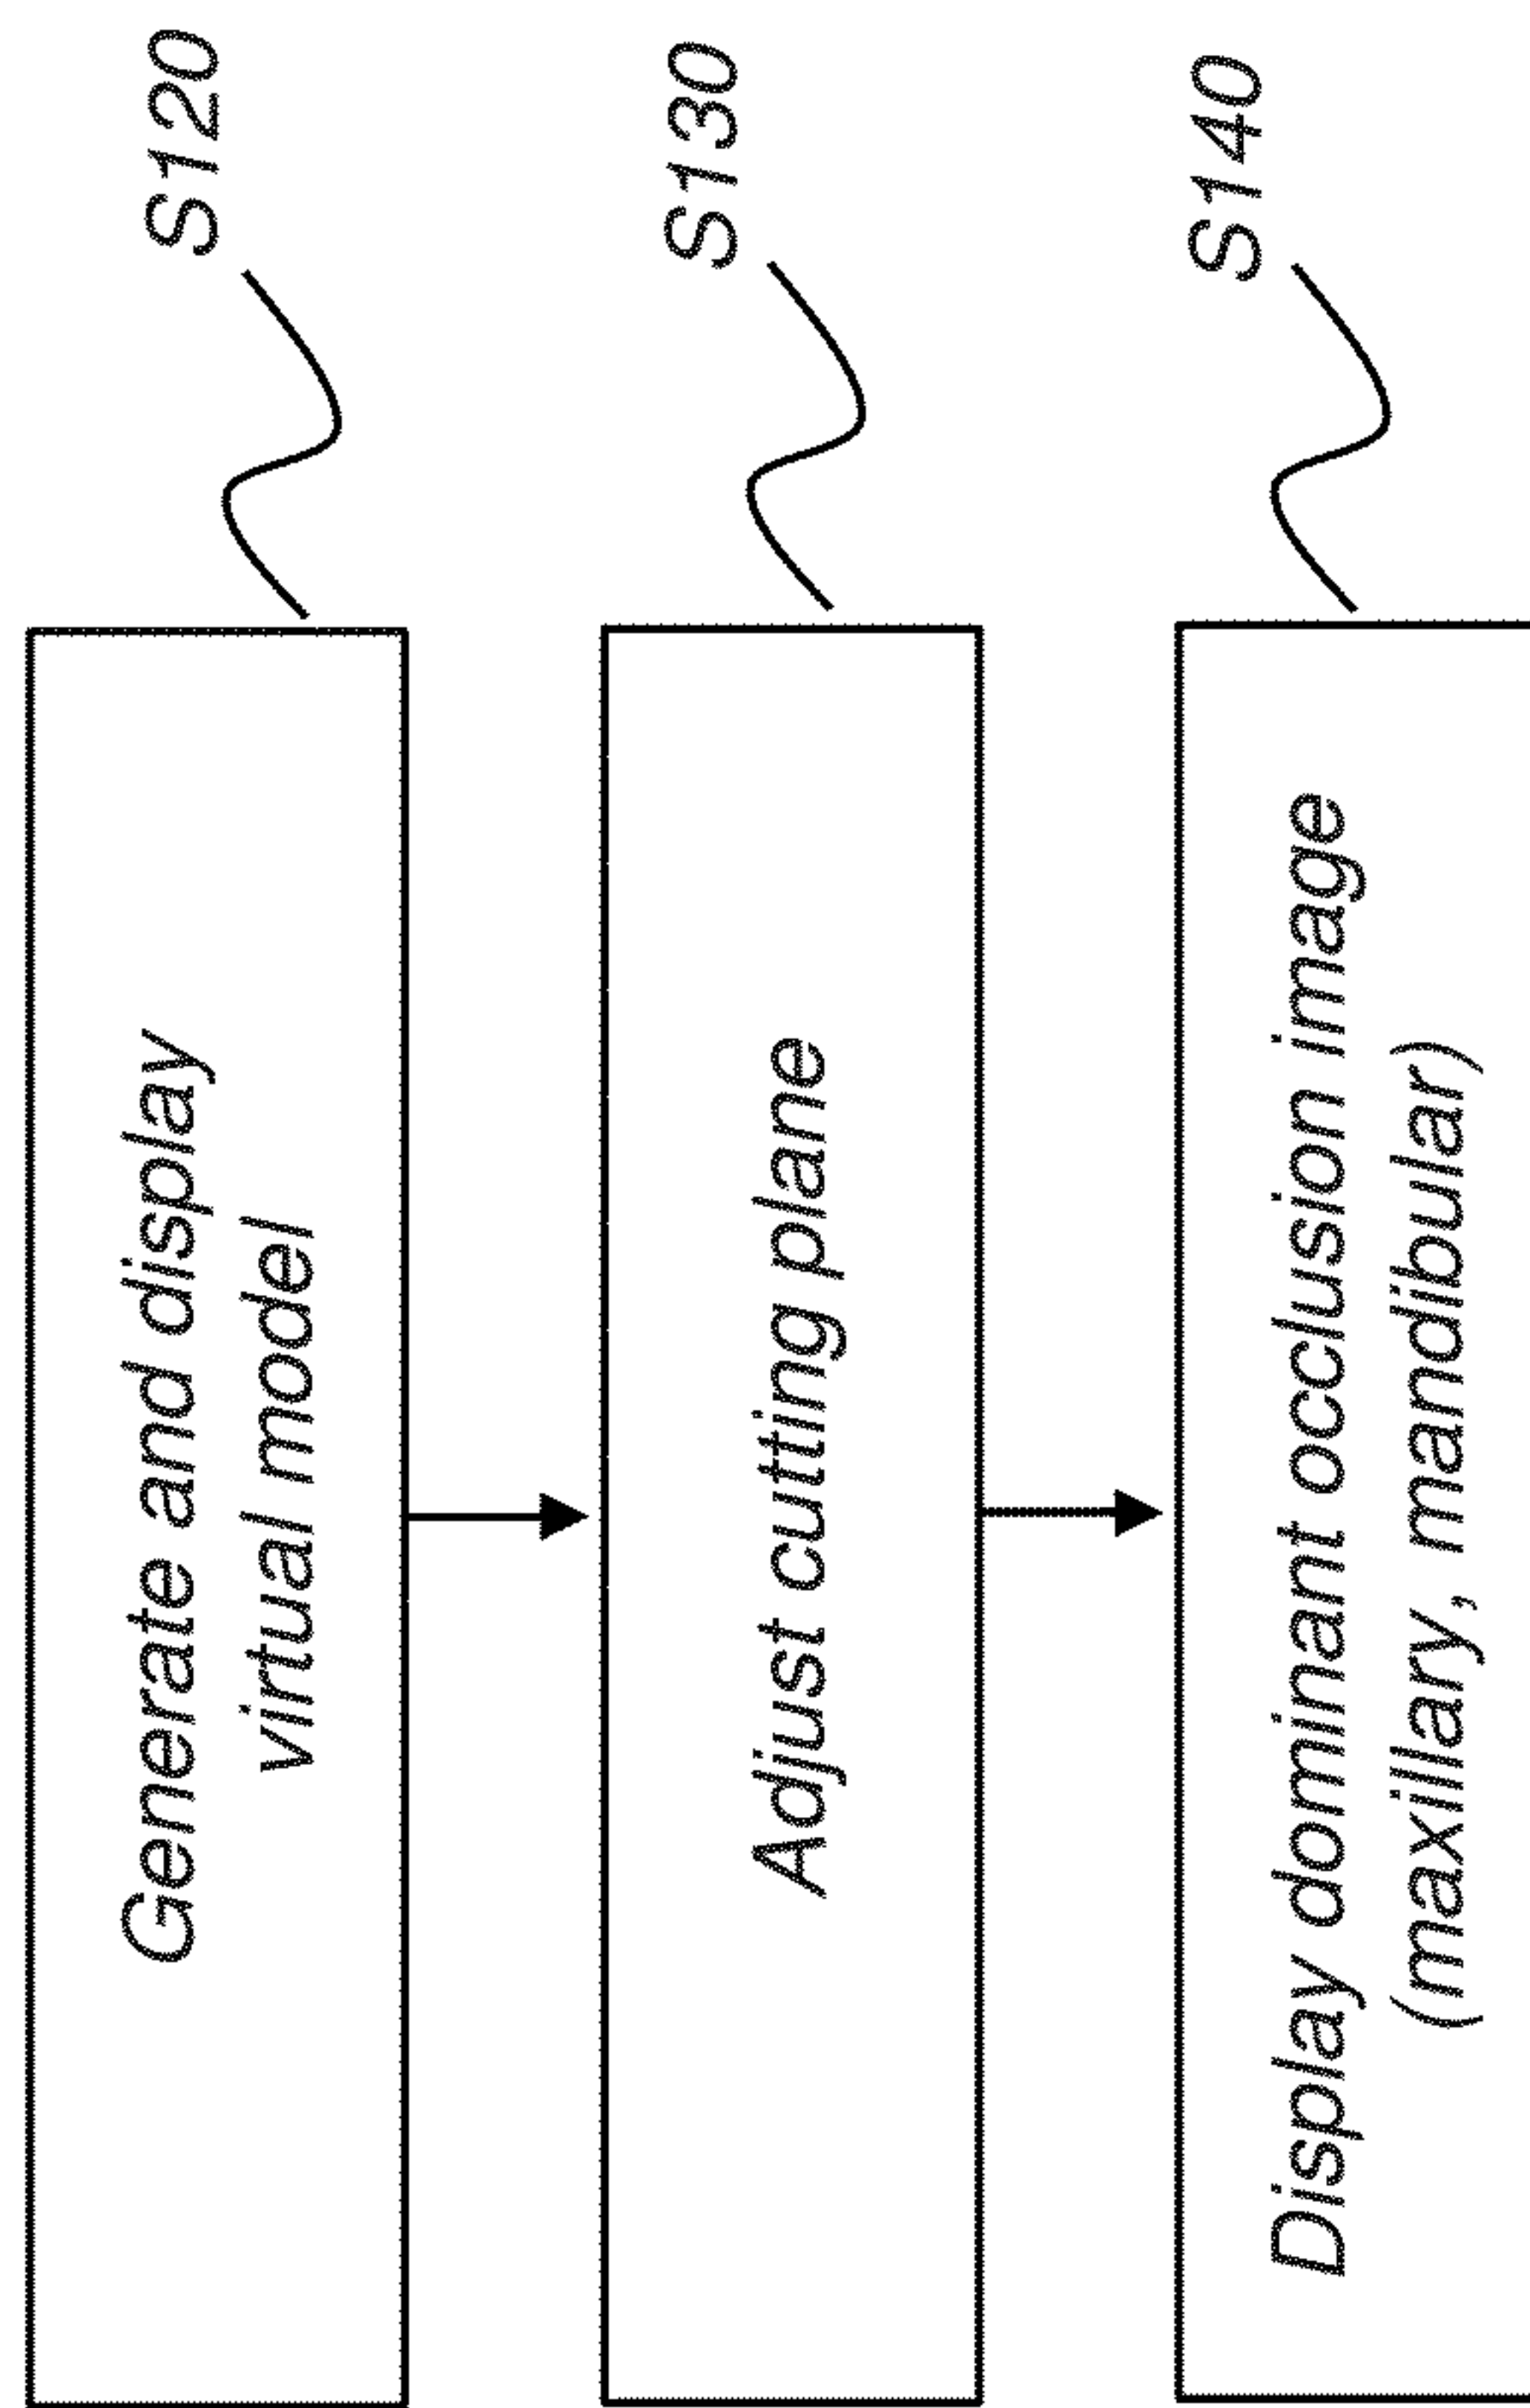 Generate and display
virtual model
S120
Adjust cutting plane
S130
Display dominant occlusion image
(maxillary, mandibular)
S140